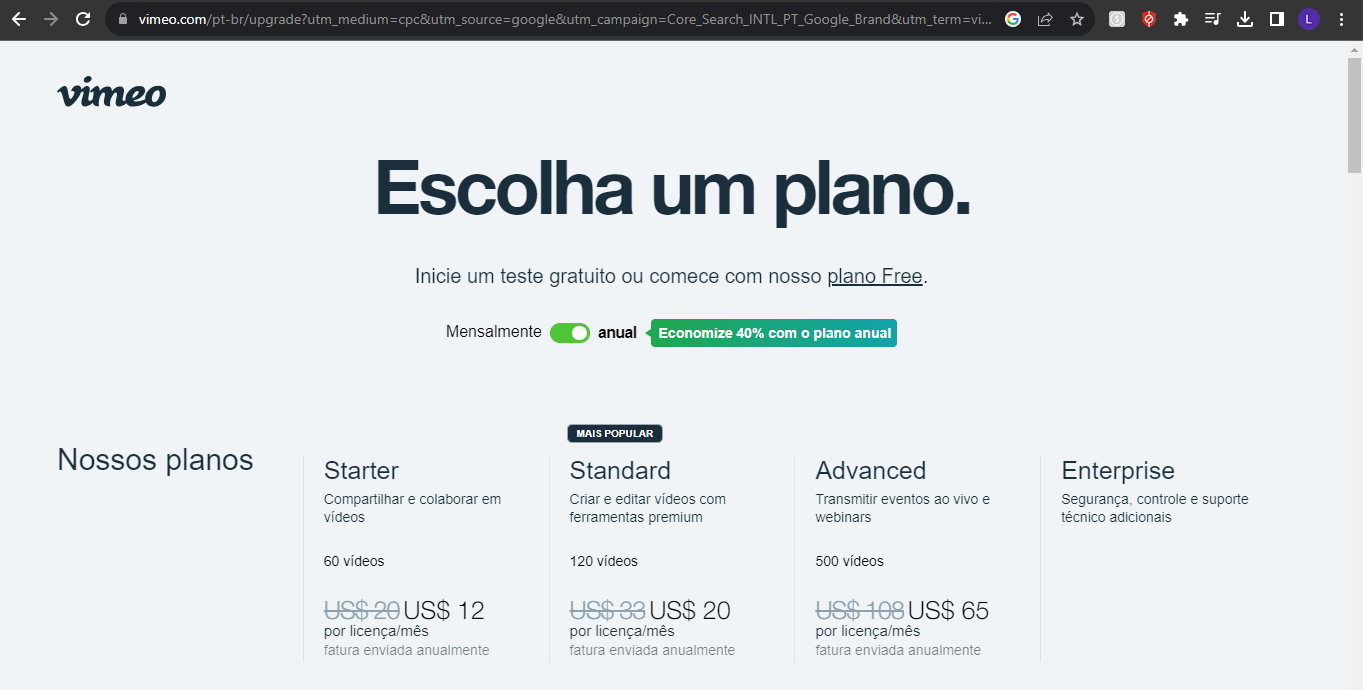 vimeo.com/pt-br/upgrade?utm_medium=cpc&utm_source=google&utm_campaign=Core_Search_INTL_PT_Google_Brand&utm_term=vi...
L
vimeo
Escolha um plano.
Inicie um teste gratuito ou comece com nosso plano Free.
Mensalmente anual Economize 40% com o plano anual
Nossos planos
Starter
Compartilhar e colaborar em
vídeos
60 vídeos
US$ 20 US$ 12
por licença/mês
fatura enviada anualmente
MAIS POPULAR
Standard
Criar e editar vídeos com
ferramentas premium
120 vídeos
US$ 33 US$ 20
por licença/mês
fatura enviada anualmente
Advanced
Transmitir eventos ao vivo e
webinars
500 vídeos
US$ 108 US$ 65
por licença/mês
fatura enviada anualmente
Enterprise
Segurança, controle e suporte
técnico adicionais